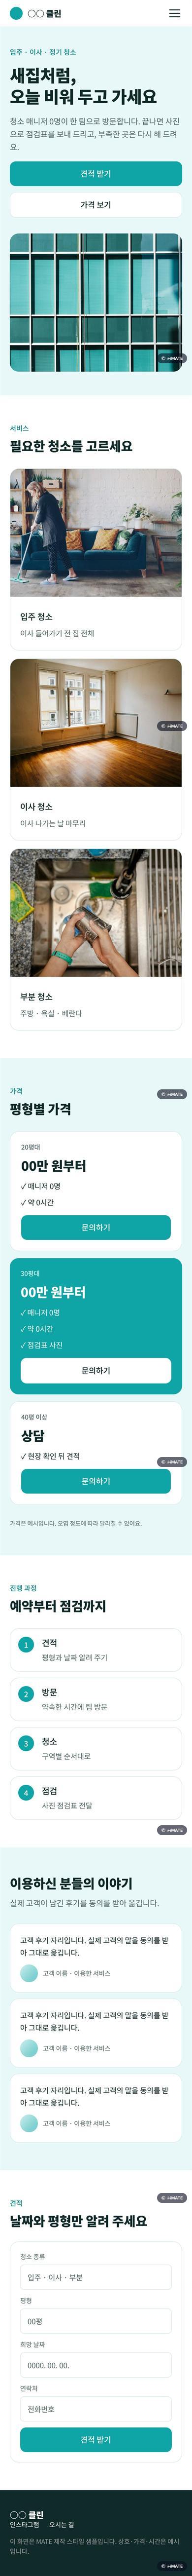 ○○ 클린
입주 · 이사 · 정기 청소
새집처럼,
오늘 비워 두고 가세요
청소 매니저 0명이 한 팀으로 방문합니다. 끝나면 사진
으로 점검표를 보내 드리고, 부족한 곳은 다시 해 드려
요.
견적 받기
가격 보기
© MATE
서비스
필요한 청소를 고르세요
입주 청소
이사 들어가기 전 집 전체
© MATE
이사 청소
이사 나가는 날 마무리
부분 청소
주방 · 욕실 · 베란다
가격
© MATE
평형별 가격
20평대
00만 원부터
✓ 매니저 0명
✓ 약 0시간
문의하기
30평대
00만 원부터
✓ 매니저 0명
✓ 약 0시간
✓ 점검표 사진
문의하기
40평 이상
상담
✓ 현장 확인 뒤 견적
© MATE
문의하기
가격은 예시입니다. 오염 정도에 따라 달라질 수 있어요.
진행 과정
예약부터 점검까지
1 견적
평형과 날짜 알려 주기
2 방문
약속한 시간에 팀 방문
3 청소
구역별 순서대로
4 점검
사진 점검표 전달
© MATE
이용하신 분들의 이야기
실제 고객이 남긴 후기를 동의를 받아 옮깁니다.
고객 후기 자리입니다. 실제 고객의 말을 동의를 받
아 그대로 옮깁니다.
고객 이름 · 이용한 서비스
고객 후기 자리입니다. 실제 고객의 말을 동의를 받
아 그대로 옮깁니다.
고객 이름 · 이용한 서비스
고객 후기 자리입니다. 실제 고객의 말을 동의를 받
아 그대로 옮깁니다.
고객 이름 · 이용한 서비스
© MATE
견적
날짜와 평형만 알려 주세요
청소 종류
입주 · 이사 · 부분
평형
00평
희망 날짜
0000. 00. 00.
연락처
전화번호
견적 받기
○○ 클린
인스타그램 오시는 길
이 화면은 MATE 제작 스타일 샘플입니다. 상호·가격·시간은 예시
입니다.
© MATE